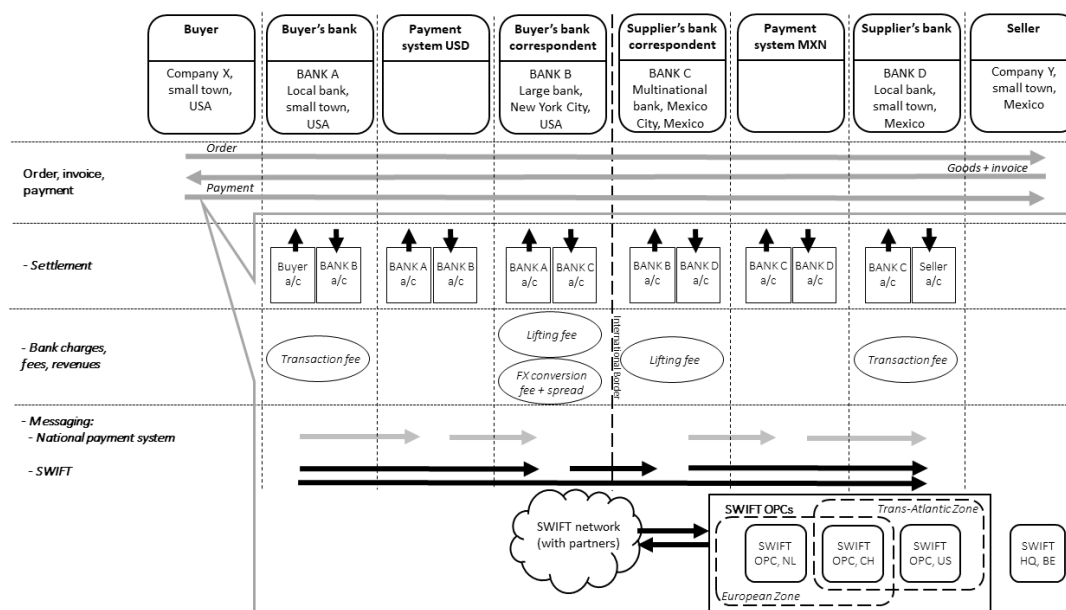 Buyer
Company X,
small town,
USA
Buyer's bank
BANK A
Local bank,
small town,
USA
Payment
system USD
Buyer's bank
correspondent
BANK B
Large bank,
New York City,
USA
Supplier's bank
correspondent
BANK C
Multinational
bank, Mexico
City, Mexico
Payment
system MXN
Supplier's bank
BANK D
Local bank,
small town,
Mexico
Seller
Company Y,
small town,
Mexico
Order, invoice,
payment
Order
Goods + invoice
Payment
- Settlement
Buyer
a/c
BANK B
a/c
BANK A
a/c
BANK B
a/c
BANK A
a/c
BANK C
a/c
BANK B
a/c
BANK D
a/c
BANK C
a/c
BANK D
a/c
BANK C
a/c
Seller
a/c
- Bank charges,
fees, revenues
Transaction fee
Lifting fee
FX conversion
fee + spread
International Border
Lifting fee
Transaction fee
- Messaging:
- National payment system
- SWIFT
SWIFT network
(with partners)
SWIFT OPCs
Trans-Atlantic Zone
SWIFT
OPC, NL
SWIFT
OPC, CH
SWIFT
OPC, US
European Zone
SWIFT
HQ, BE